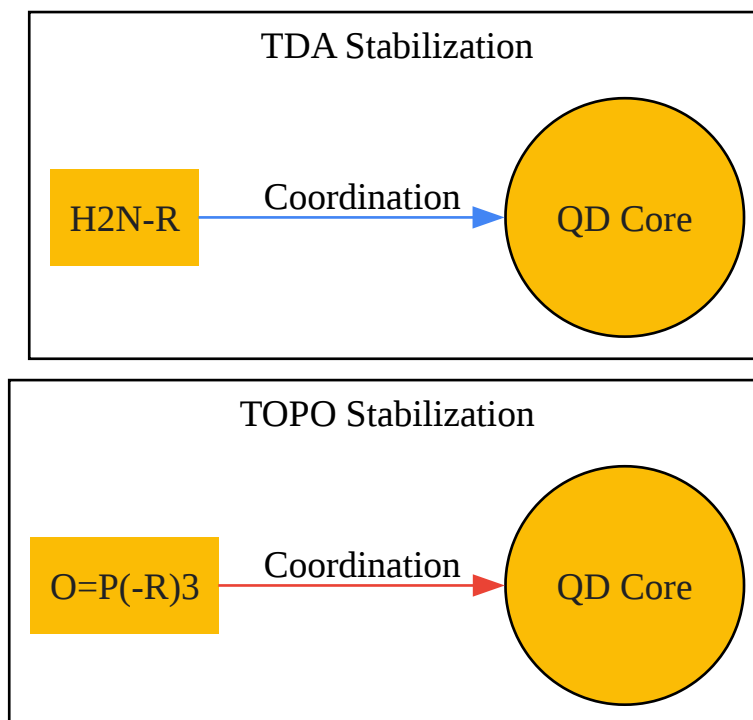 TDA Stabilization
H2N-R
Coordination
QD Core
TOPO Stabilization
O=P(-R)3
Coordination
QD Core